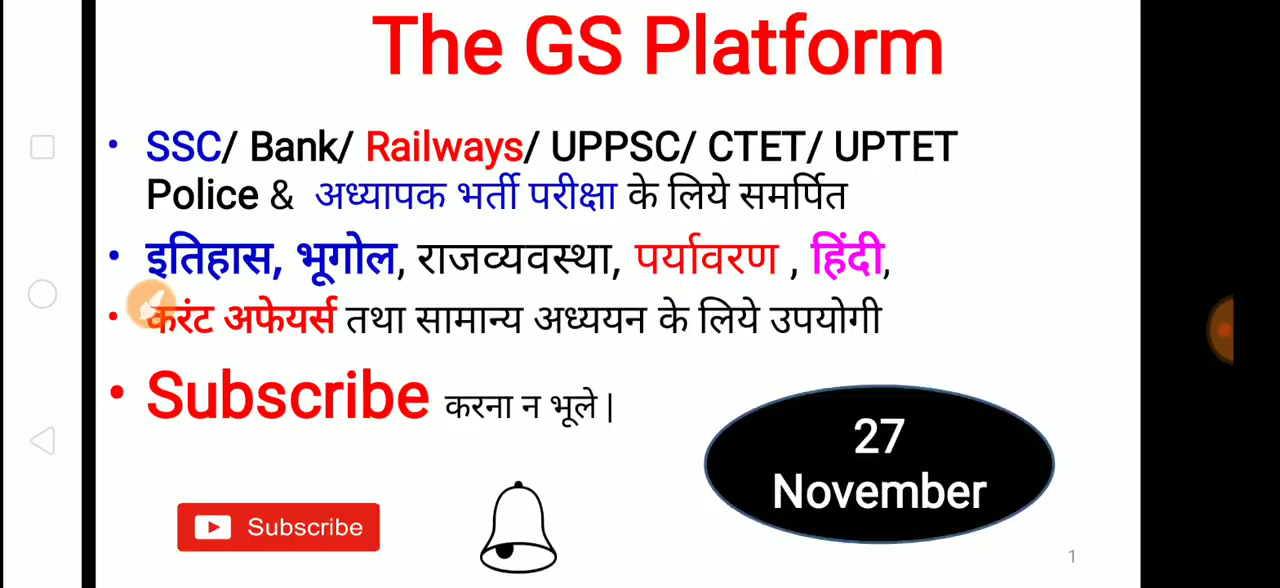 The GS Platform
• SSC/ Bank/ Railways/ UPPSC/ CTET/ UPTET
Police & अध्यापक भर्ती परीक्षा के लिये समर्पित
• इतिहास, भूगोल, राजव्यवस्था, पर्यावरण , हिंदी,
• करंट अफेयर्स तथा सामान्य अध्ययन के लिये उपयोगी
• Subscribe करना न भूले |
27
November
Subscribe
1